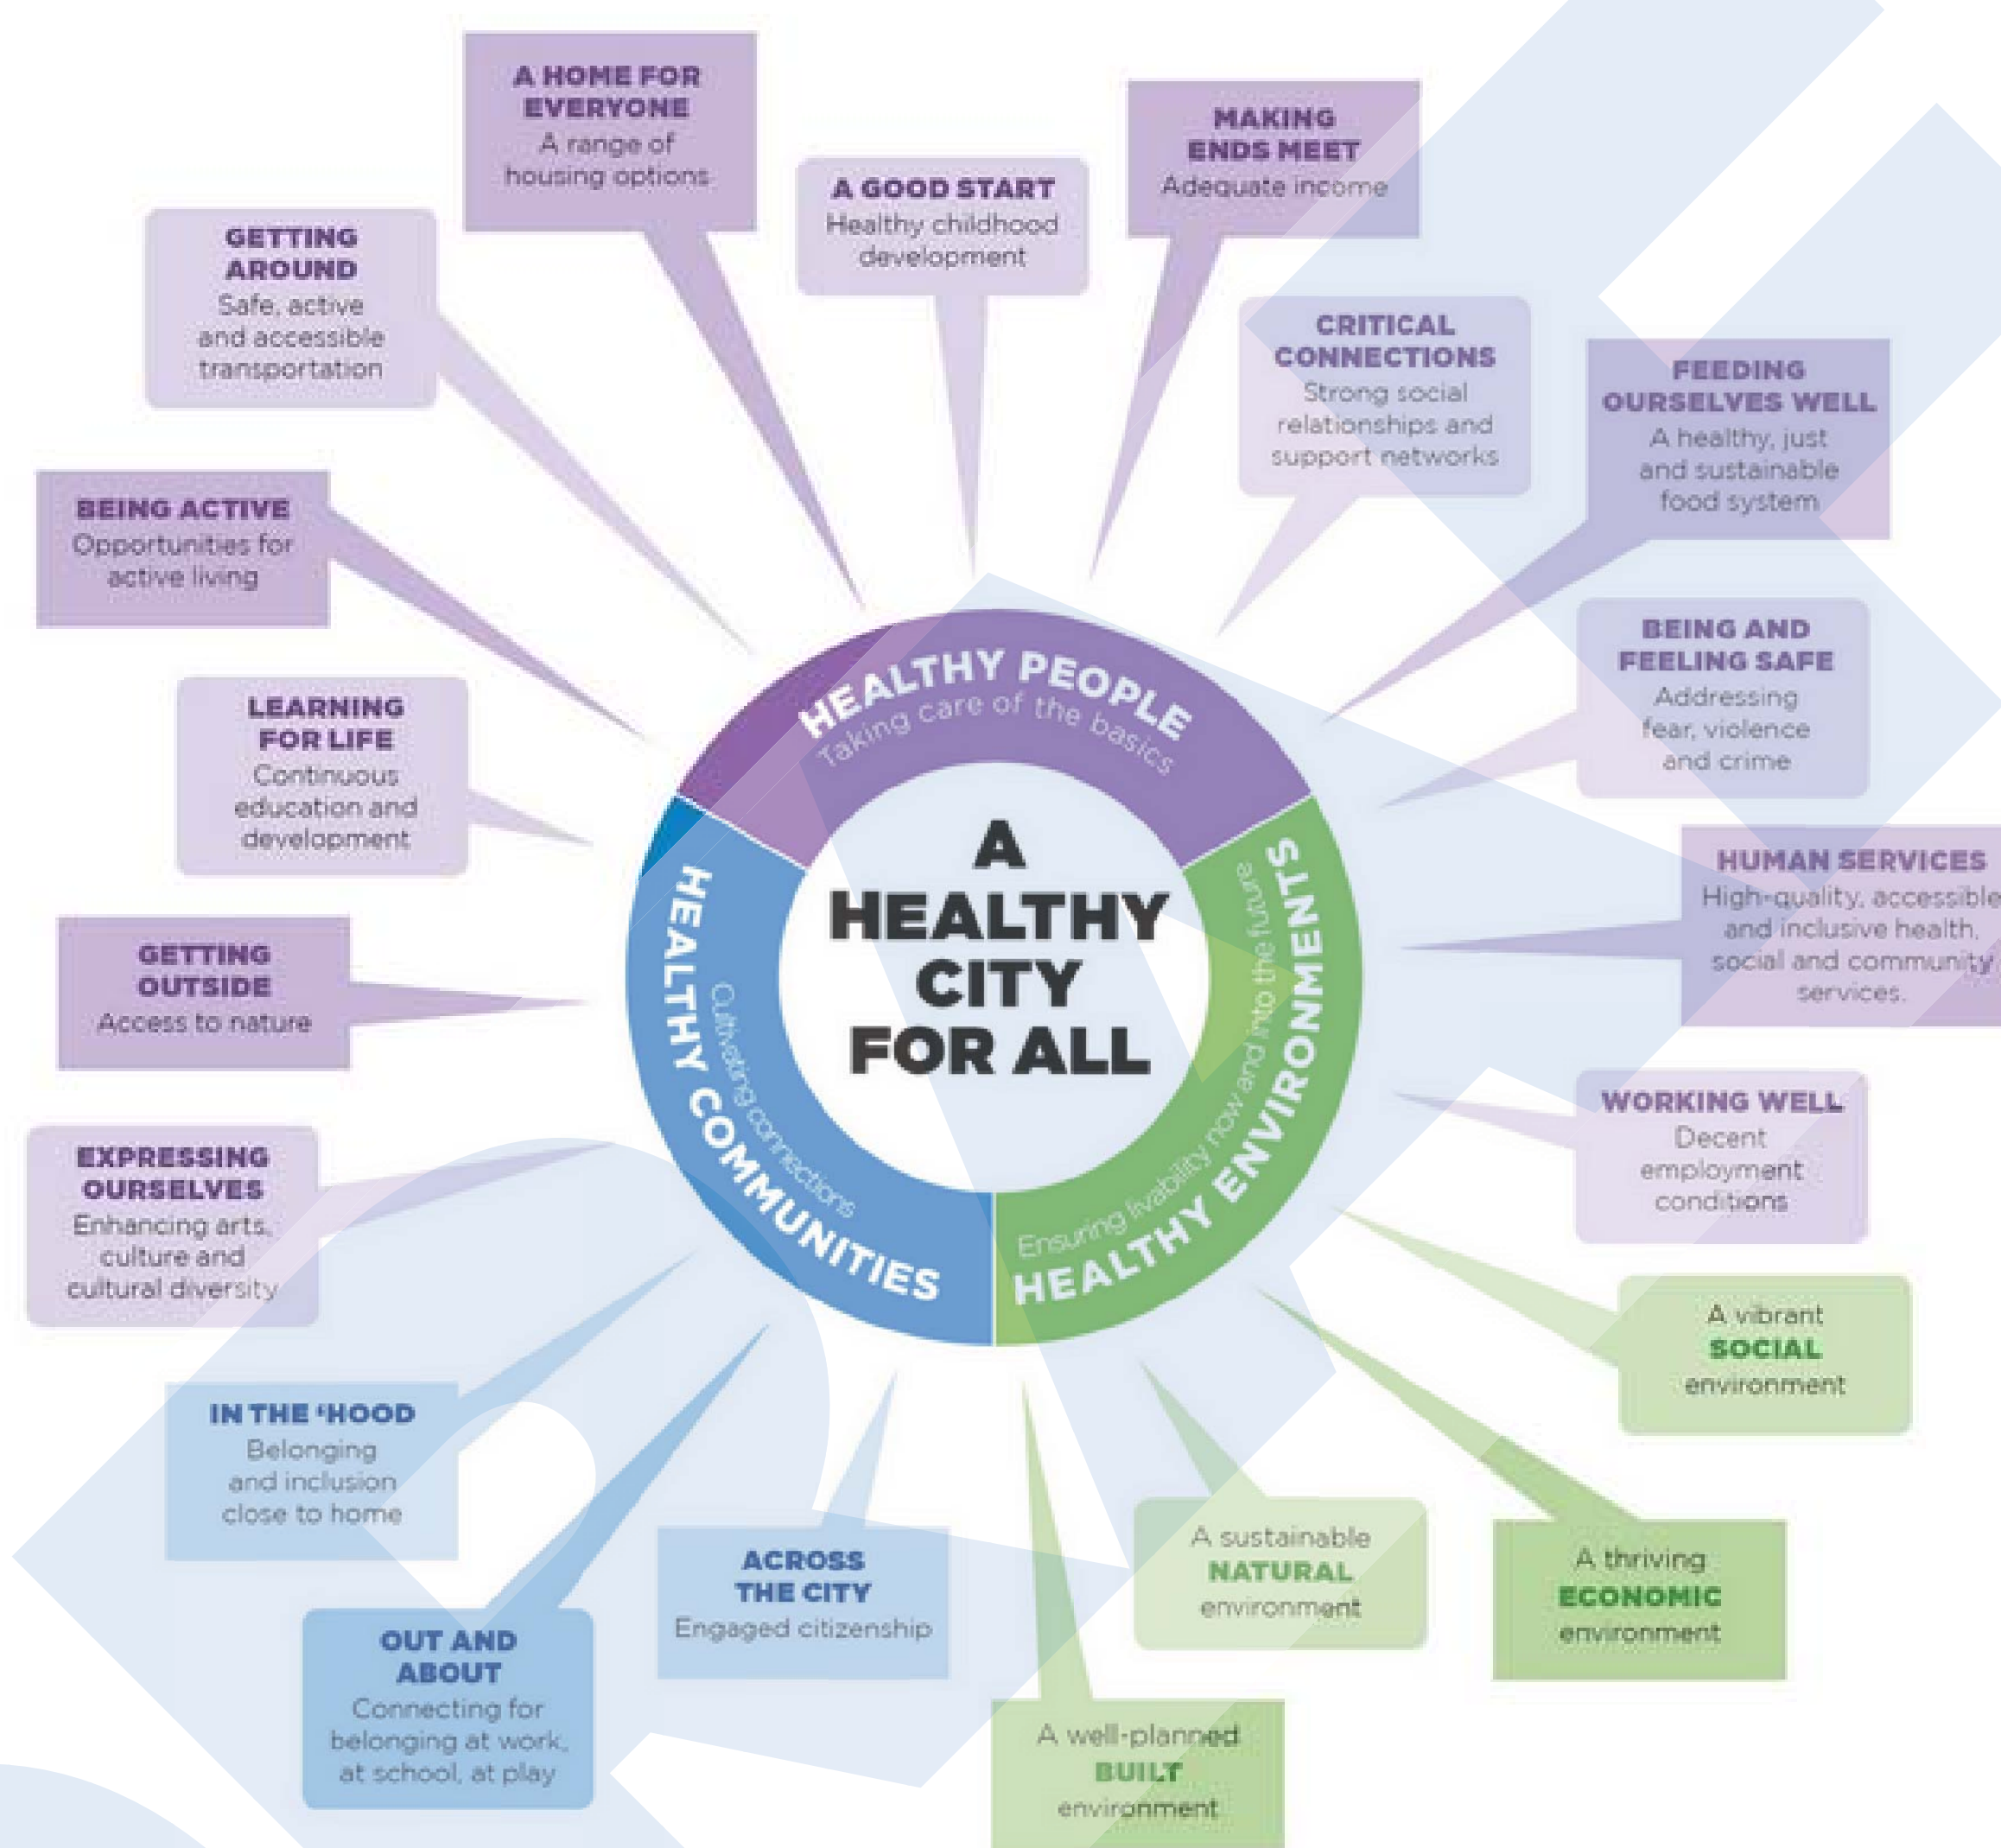 A HOME FOR
EVERYONE
A range of
housing options
MAKING
ENDS MEET
Adequate income
A GOOD START
Healthy childhood
development
GETTING
AROUND
Safe, active
and accessible
transportation
CRITICAL
CONNECTIONS
Strong social
relationships and
support networks
FEEDING
OURSELVES WELL
A healthy, just
and sustainable
food system
BEING ACTIVE
Opportunities for
active living
BEING AND
FEELING SAFE
Addressing
fear, violence
and crime
LEARNING
FOR LIFE
Continuous
education and
development
HEALTHY PEOPLE
Taking care of the basics
A
HEALTHY
CITY
FOR ALL
HEALTHY COMMUNITIES
Cultivating connections
HEALTHY ENVIRONMENTS
Ensuring livability now and into the future
HUMAN SERVICES
High-quality, accessible
and inclusive health,
social and community
services.
GETTING
OUTSIDE
Access to nature
WORKING WELL
Decent
employment
conditions
EXPRESSING
OURSELVES
Enhancing arts,
culture and
cultural diversity
A vibrant
SOCIAL
environment
IN THE ‘HOOD
Belonging
and inclusion
close to home
A sustainable
NATURAL
environment
A thriving
ECONOMIC
environment
ACROSS
THE CITY
Engaged citizenship
OUT AND
ABOUT
Connecting for
belonging at work,
at school, at play
A well-planned
BUILT
environment